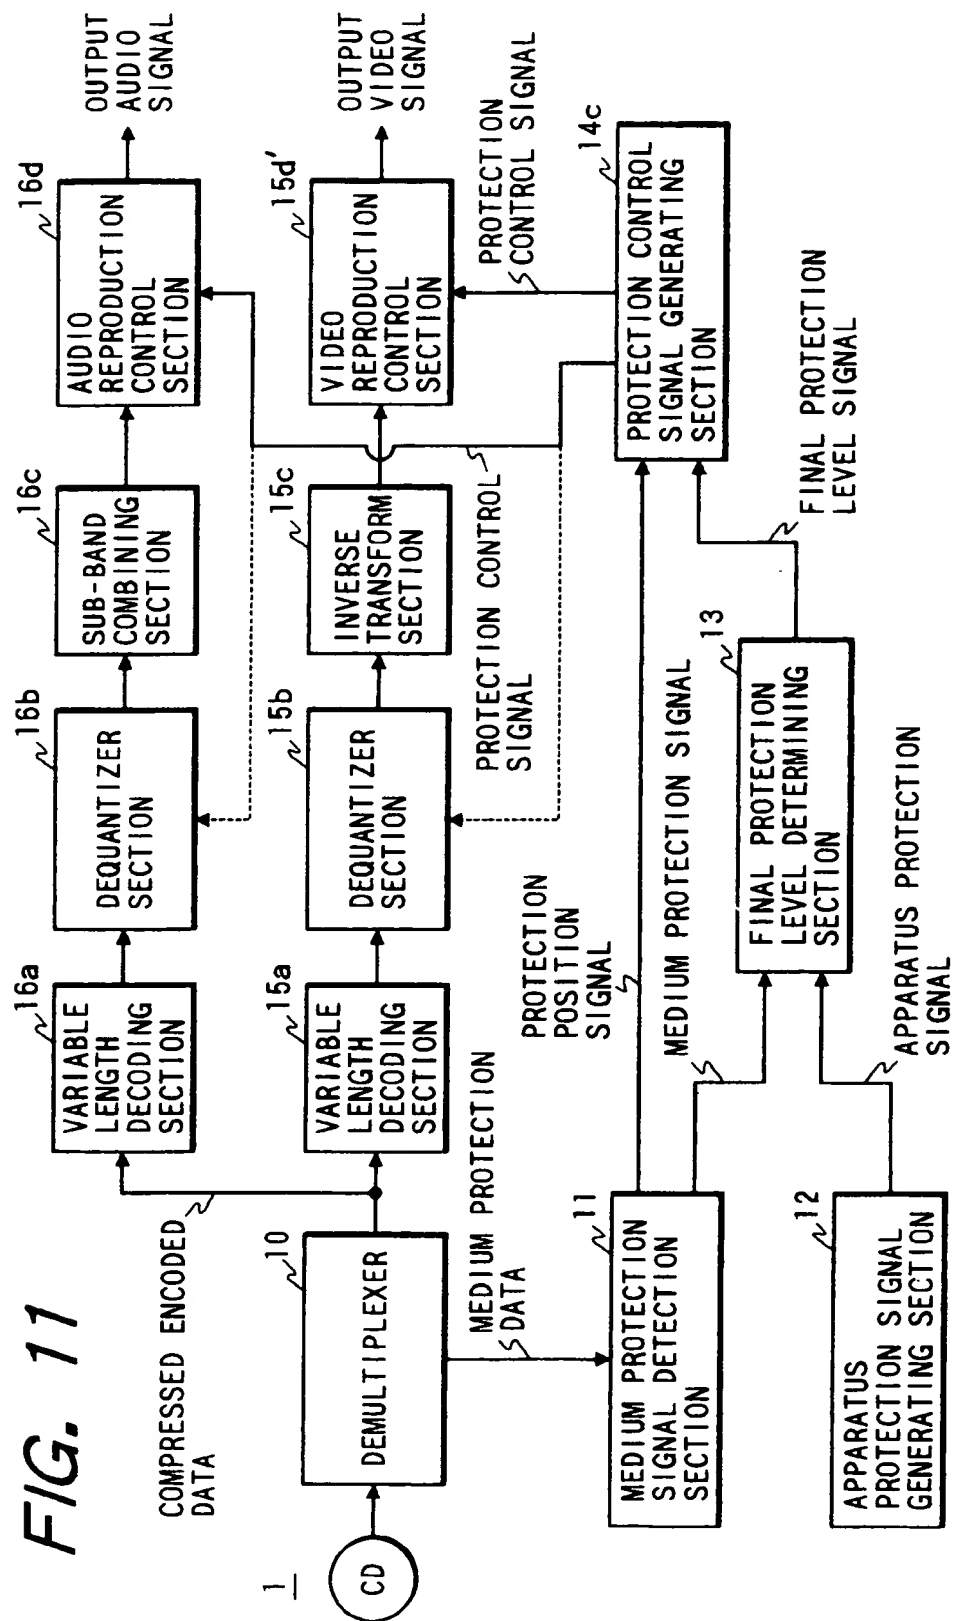 FIG. 11
1
CD
10
DEMULTIPLEXER
COMPRESSED ENCODED
DATA
MEDIUM PROTECTION
DATA
16a
VARIABLE
LENGTH
DECODING
SECTION
16b
DEQUANTIZER
SECTION
16c
SUB-BAND
COMBINING
SECTION
16d
AUDIO
REPRODUCTION
CONTROL
SECTION
OUTPUT
AUDIO
SIGNAL
15a
VARIABLE
LENGTH
DECODING
SECTION
15b
DEQUANTIZER
SECTION
15c
INVERSE
TRANSFORM
SECTION
15d'
VIDEO
REPRODUCTION
CONTROL
SECTION
OUTPUT
VIDEO
SIGNAL
PROTECTION CONTROL
SIGNAL
PROTECTION
CONTROL SIGNAL
11
MEDIUM PROTECTION
SIGNAL DETECTION
SECTION
PROTECTION
POSITION
SIGNAL
14c
PROTECTION CONTROL
SIGNAL GENERATING
SECTION
MEDIUM PROTECTION SIGNAL
13
FINAL PROTECTION
LEVEL DETERMINING
SECTION
FINAL PROTECTION
LEVEL SIGNAL
12
APPARATUS
PROTECTION SIGNAL
GENERATING SECTION
APPARATUS PROTECTION
SIGNAL